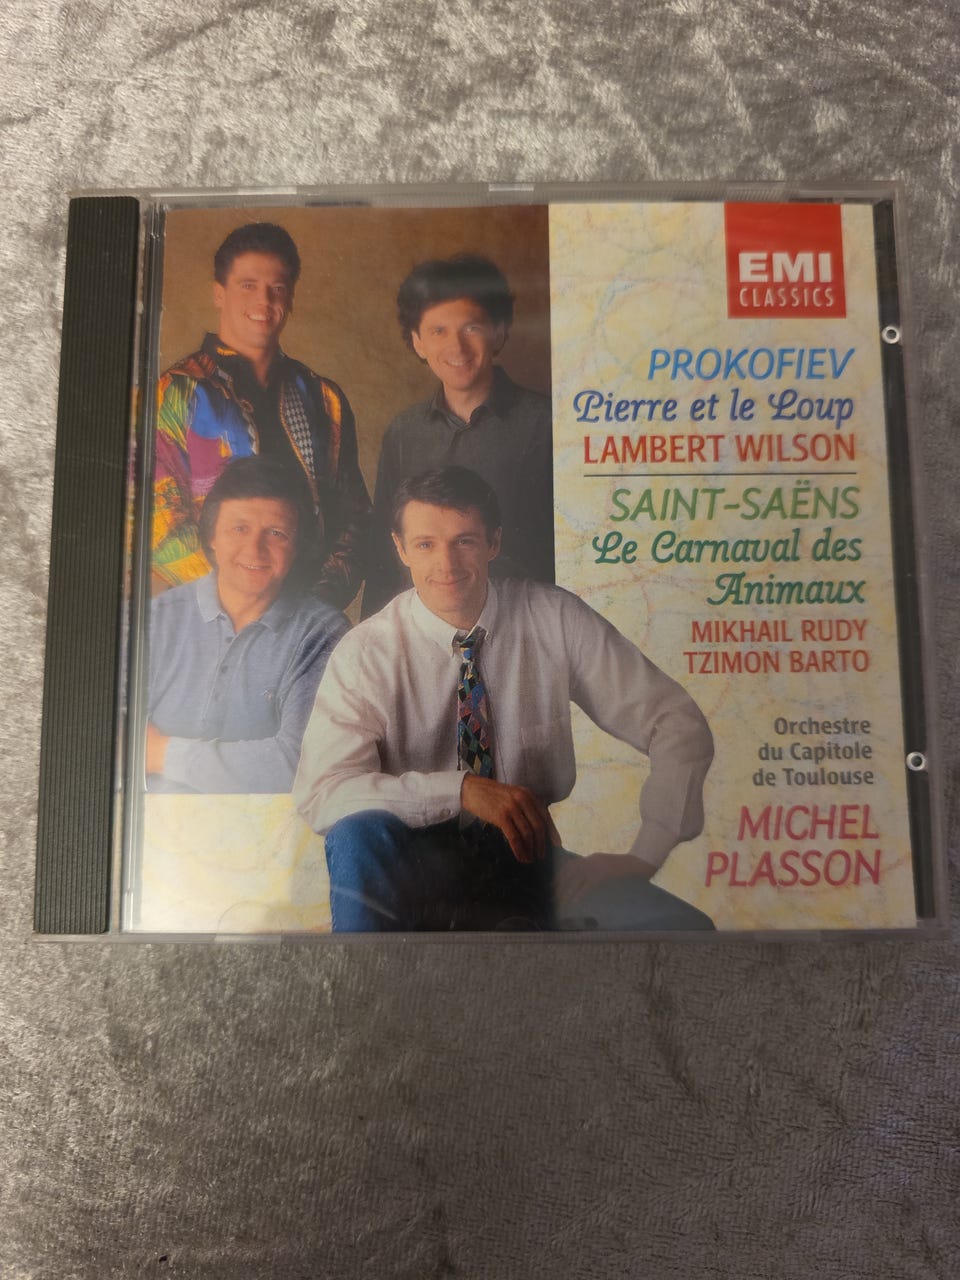 EMI
CLASSICS
PROKOFIEV
Pierre et le Loup
LAMBERT WILSON
SAINT-SAËNS
Le Carnaval des
Animaux
MIKHAIL RUDY
TZIMON BARTO
Orchestre
du Capitole
de Toulouse
MICHEL
PLASSON